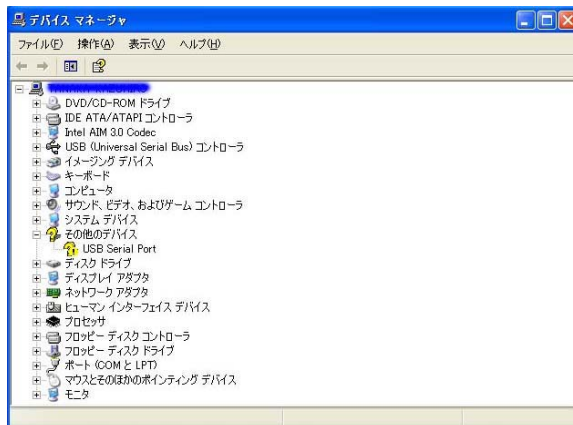 デバイス マネージャ
ファイル(F) 操作(A) 表示(V) ヘルプ(H)
DVD/CD-ROM ドライブ
IDE ATA/ATAPI コントローラ
Intel AIM 3.0 Codec
USB (Universal Serial Bus) コントローラ
イメージング デバイス
キーボード
コンピュータ
サウンド、ビデオ、およびゲーム コントローラ
システム デバイス
その他のデバイス
USB Serial Port
ディスク ドライブ
ディスプレイ アダプタ
ネットワーク アダプタ
ヒューマン インターフェイス デバイス
プロセッサ
フロッピー ディスク コントローラ
フロッピー ディスク ドライブ
ポート (COM と LPT)
マウスとそのほかのポインティング デバイス
モニタ